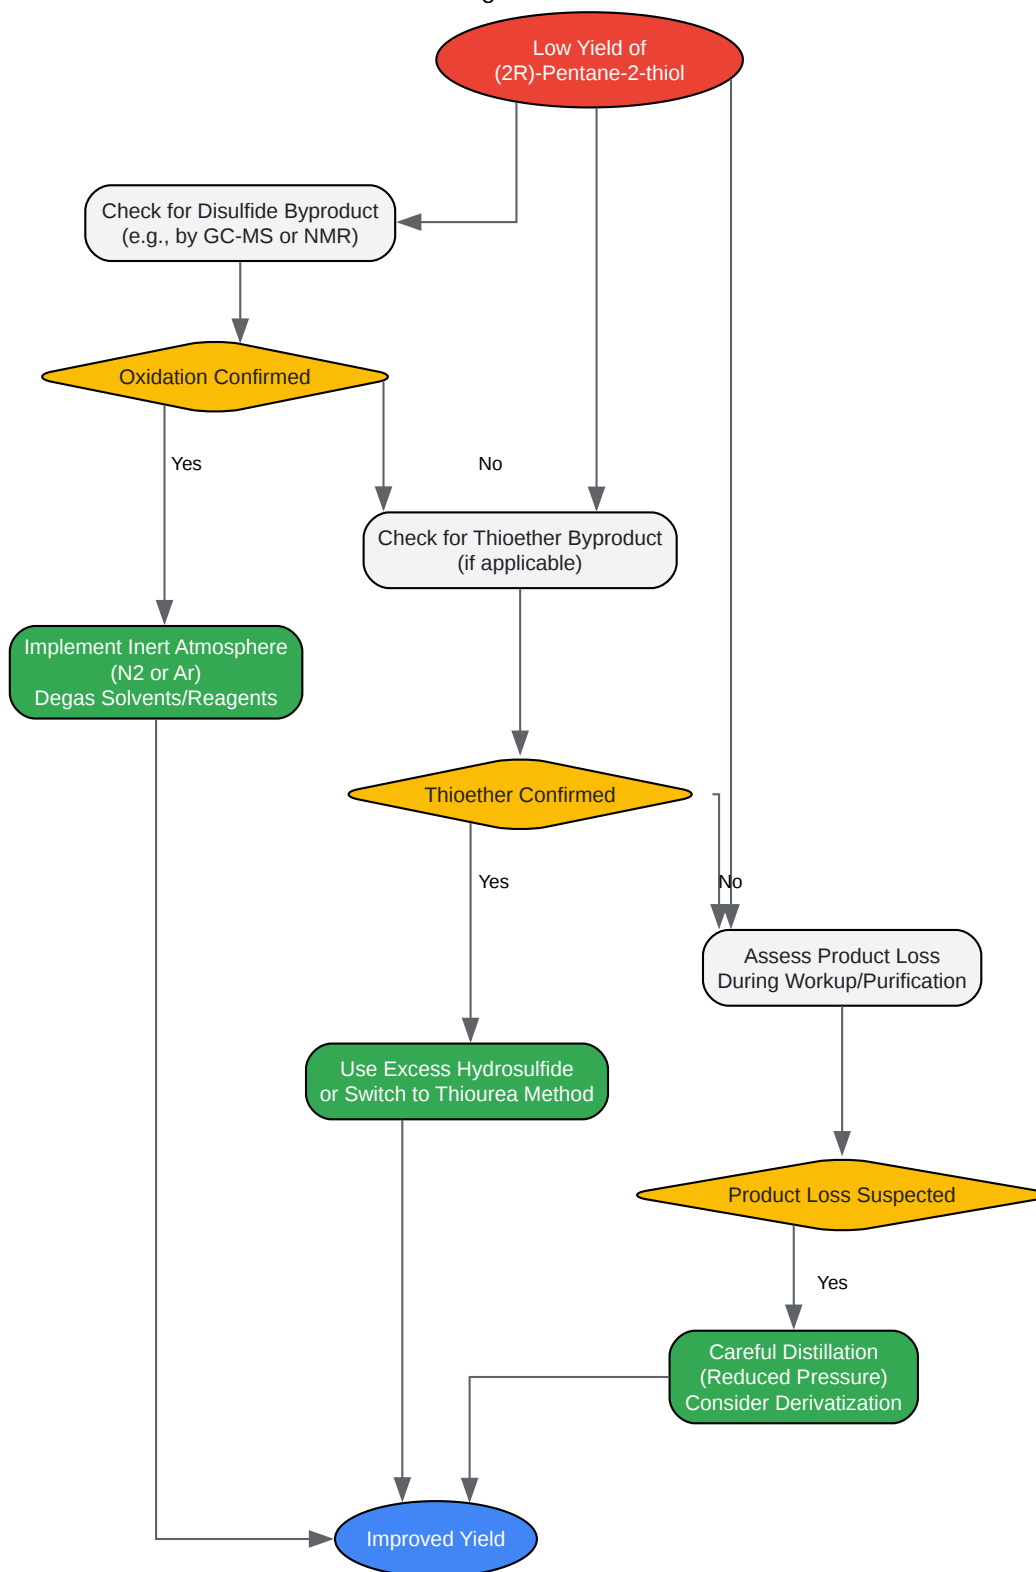 Low Yield of
(2R)-Pentane-2-thiol
Check for Disulfide Byproduct
(e.g., by GC-MS or NMR)
Oxidation Confirmed
Yes
No
Check for Thioether Byproduct
(if applicable)
Implement Inert Atmosphere
(N2 or Ar)
Degas Solvents/Reagents
Thioether Confirmed
Yes
No
Assess Product Loss
During Workup/Purification
Use Excess Hydrosulfide
or Switch to Thiourea Method
Product Loss Suspected
Yes
Careful Distillation
(Reduced Pressure)
Consider Derivatization
Improved Yield